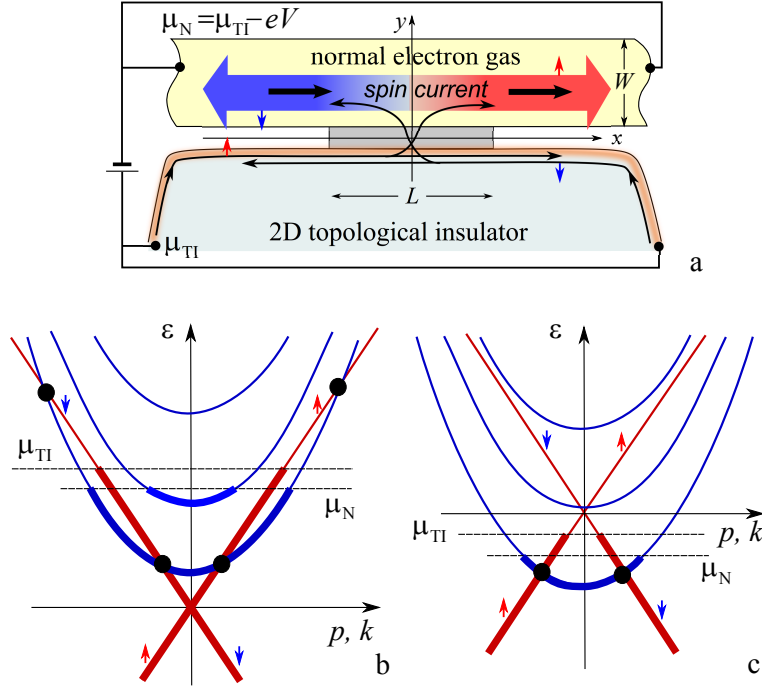 μN = μTI − eV
y
normal electron gas
W
spin current
x
L
2D topological insulator
μTI
a
ε
μTI
μN
p, k
b
ε
μTI
p, k
μN
c